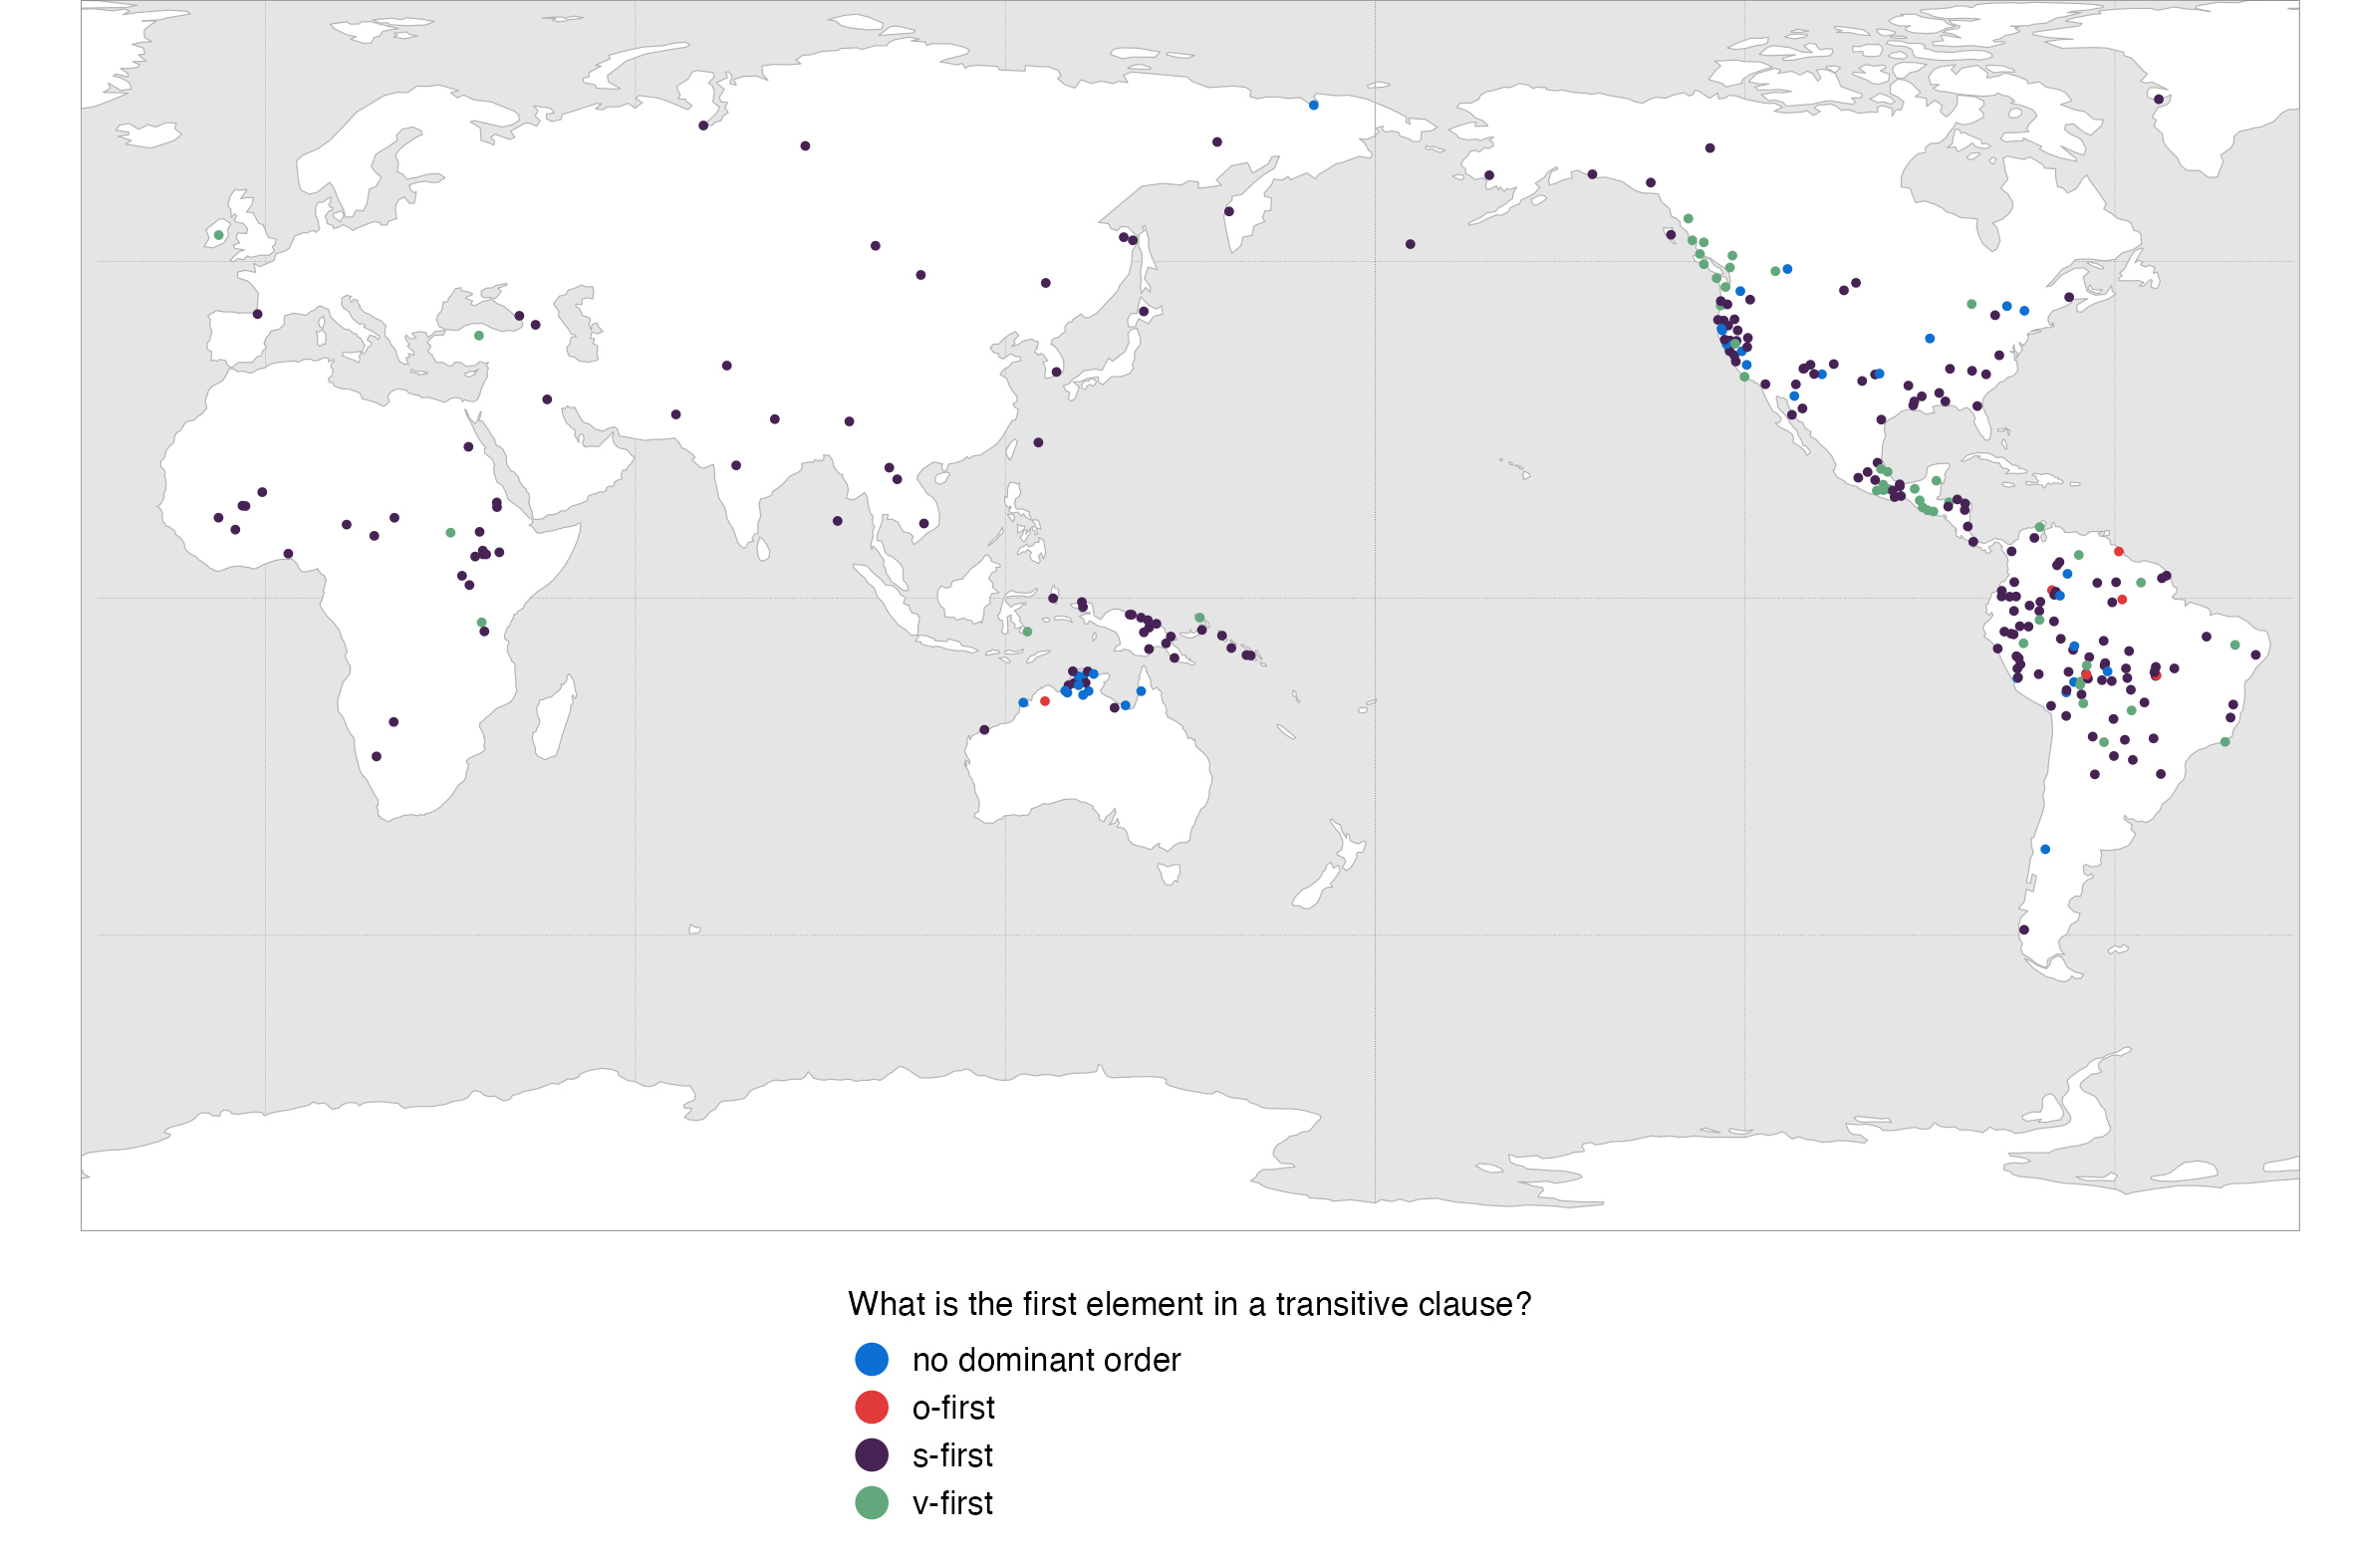 What is the first element in a transitive clause?
no dominant order
o-first
s-first
v-first